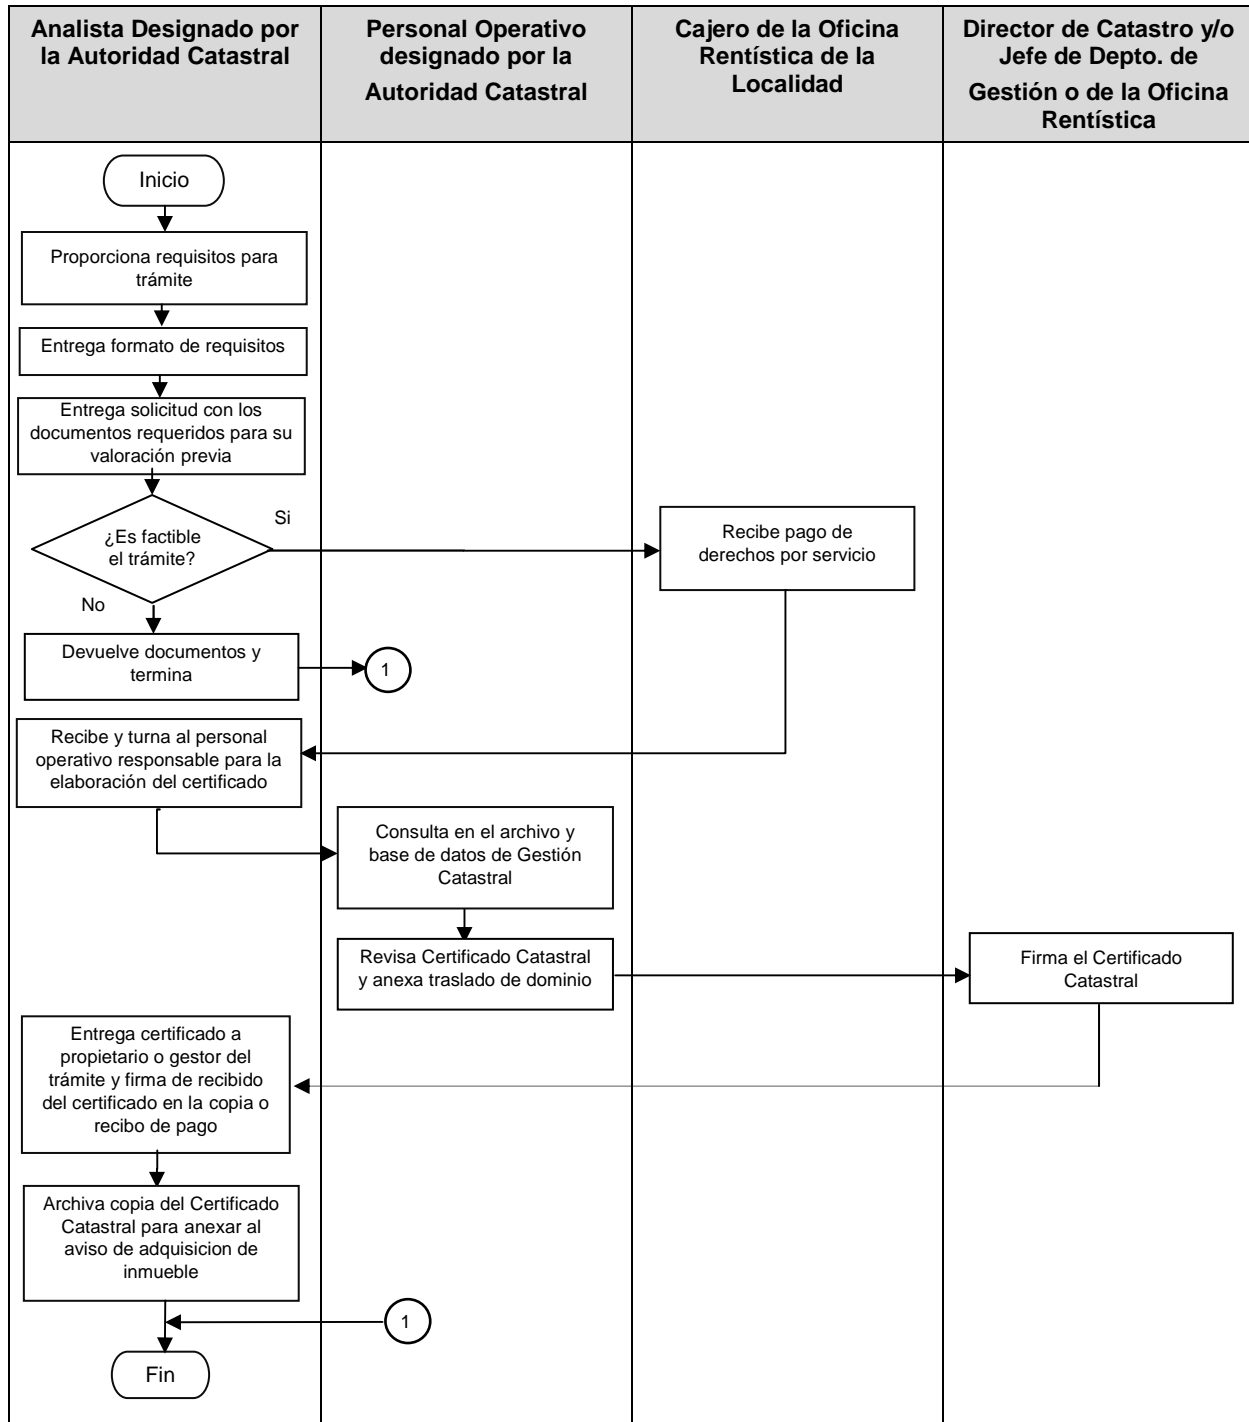 Analista Designado por
la Autoridad Catastral
Personal Operativo
designado por la
Autoridad Catastral
Cajero de la Oficina
Rentística de la
Localidad
Director de Catastro y/o
Jefe de Depto. de
Gestión o de la Oficina
Rentística
Inicio
Proporciona requisitos para
trámite
Entrega formato de requisitos
Entrega solicitud con los
documentos requeridos para su
valoración previa
¿Es factible
el trámite?
Si
Recibe pago de
derechos por servicio
No
Devuelve documentos y
termina
1
Recibe y turna al personal
operativo responsable para la
elaboración del certificado
Consulta en el archivo y
base de datos de Gestión
Catastral
Revisa Certificado Catastral
y anexa traslado de dominio
Firma el Certificado
Catastral
Entrega certificado a
propietario o gestor del
trámite y firma de recibido
del certificado en la copia o
recibo de pago
Archiva copia del Certificado
Catastral para anexar al
aviso de adquisicion de
inmueble
1
Fin